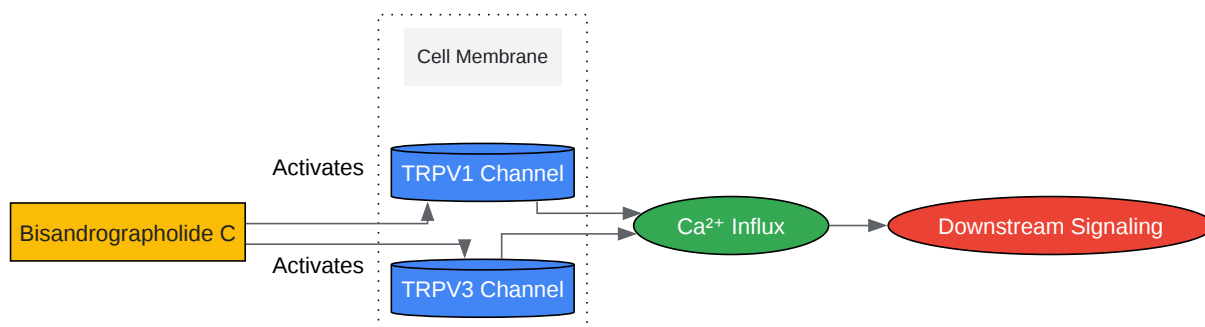 Cell Membrane
Activates
TRPV1 Channel
Bisandrographolide C
Ca²⁺ Influx
Downstream Signaling
Activates
TRPV3 Channel